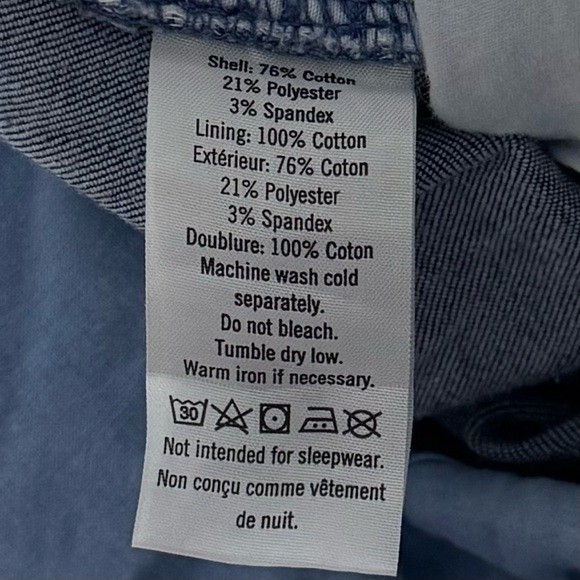 Shell: 76% Cotton
21% Polyester
3% Spandex
Lining: 100% Cotton
Extérieur: 76% Coton
21% Polyester
3% Spandex
Doublure: 100% Coton
Machine wash cold
separately.
Do not bleach.
Tumble dry low.
Warm iron if necessary.
30
Not intended for sleepwear.
Non conçu comme vêtement
de nuit.